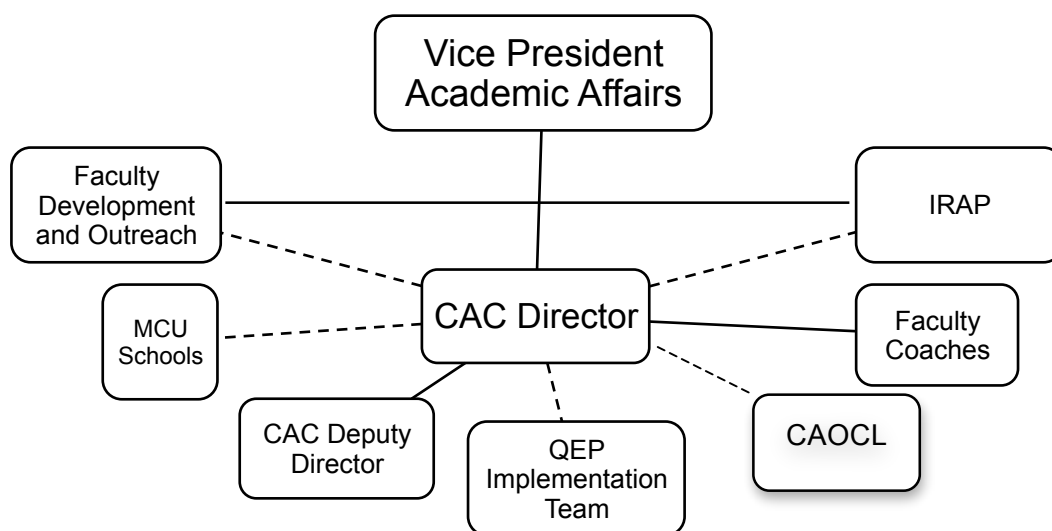 Vice President
Academic Affairs
Faculty
Development
and Outreach
IRAP
CAC Director
MCU
Schools
Faculty
Coaches
CAC Deputy
Director
QEP
Implementation
Team
CAOCL